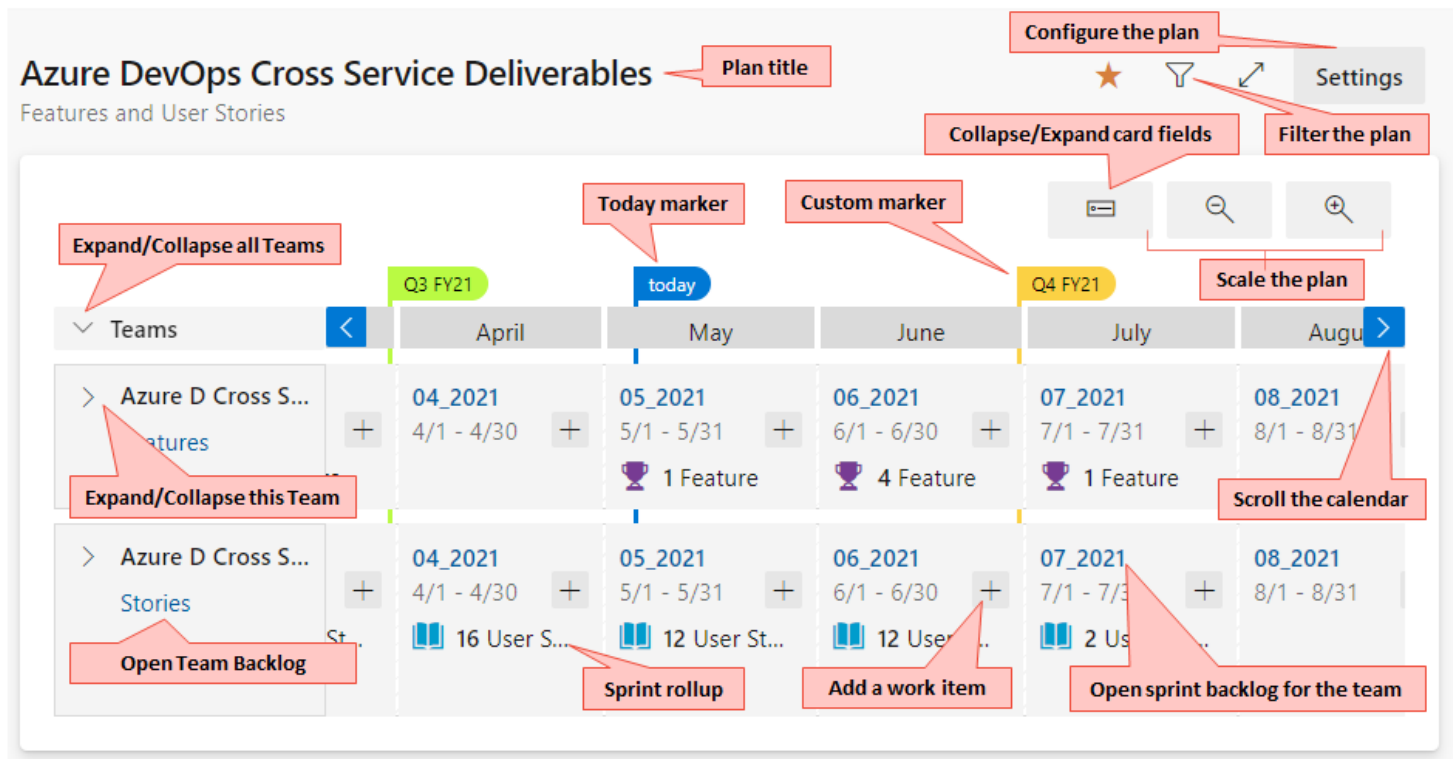 Configure the plan
Azure DevOps Cross Service Deliverables
Plan title
Settings
Features and User Stories
Collapse/Expand card fields
Filter the plan
Today marker
Custom marker
Expand/Collapse all Teams
Scale the plan
Q3 FY21
today
Q4 FY21
Teams
April
May
June
July
Augu
Azure D Cross S...
04_2021
05_2021
06_2021
07_2021
08_2021
4/1 - 4/30
5/1 - 5/31
6/1 - 6/30
7/1 - 7/31
8/1 - 8/31
atures
1 Feature
4 Feature
1 Feature
Expand/Collapse this Team
Scroll the calendar
Azure D Cross S...
04_2021
05_2021
06_2021
07_2021
08_2021
4/1 - 4/30
5/1 - 5/31
6/1 - 6/30
7/1 - 7/3
8/1 - 8/31
Stories
St..
16 User S...
12 User St...
12 User ..
2 Us ..
Open Team Backlog
Sprint rollup
Add a work item
Open sprint backlog for the team